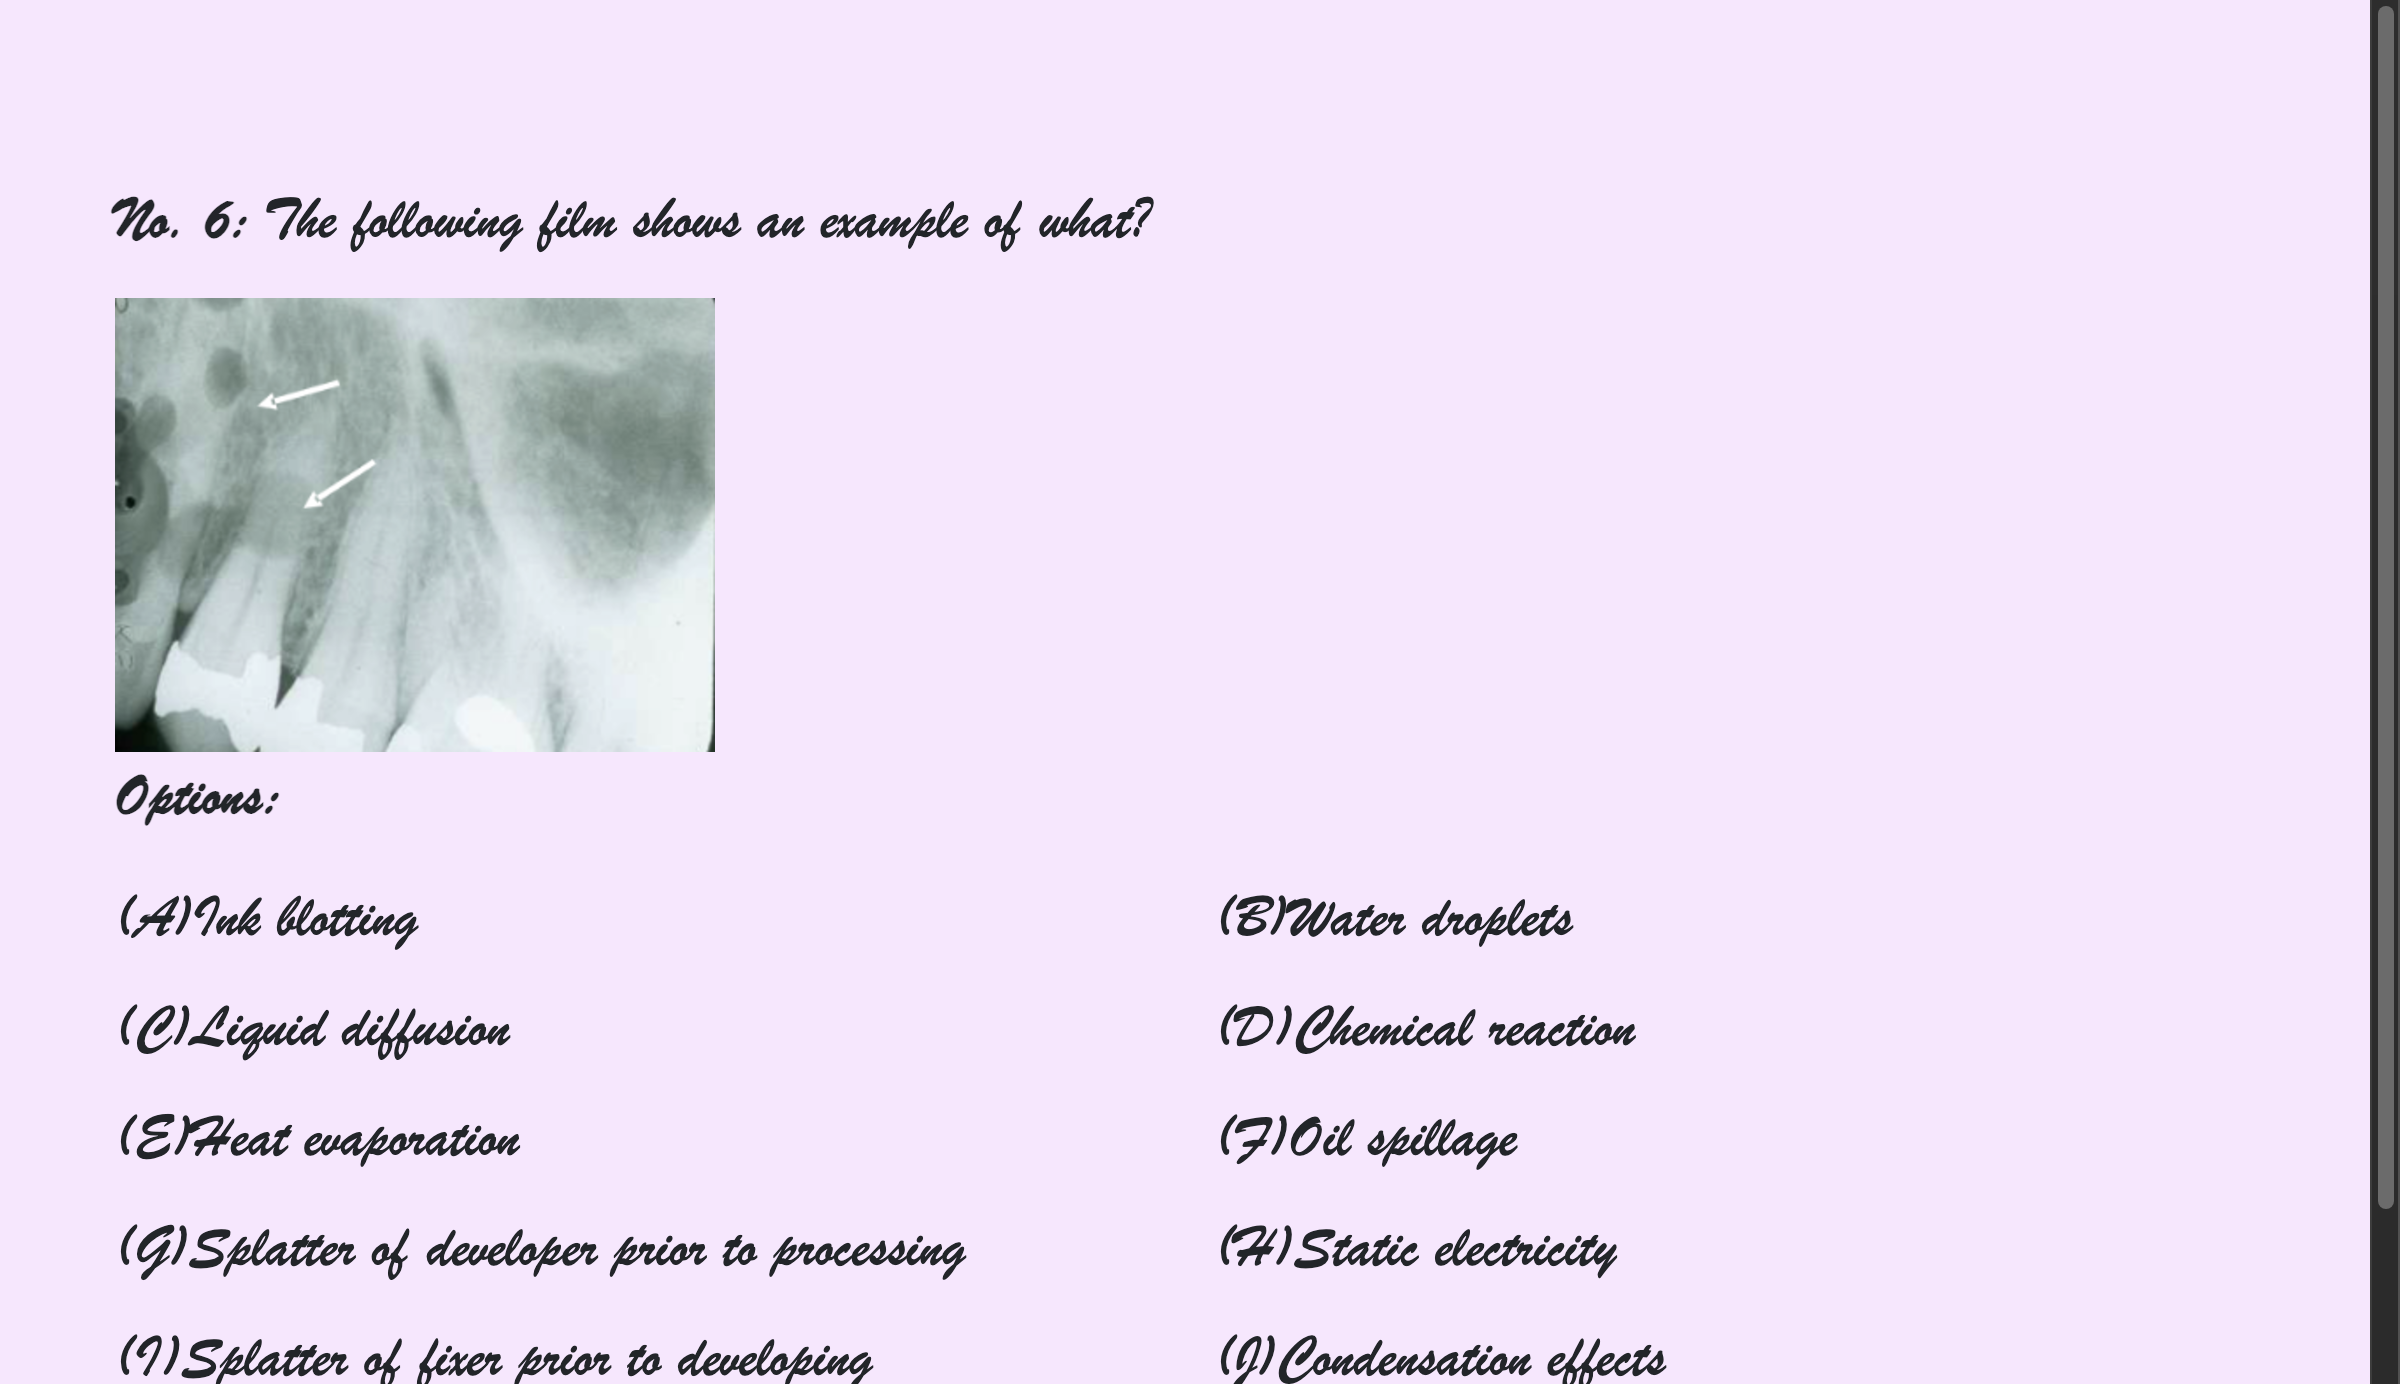 No. 6: The following film shows an example of what?
Options:
(A)Ink blotting
(B)Water droplets
(C)Liquid diffusion
(D)Chemical reaction
(E)Heat evaporation
(F)Oil spillage
(G)Splatter of developer prior to processing
(H)Static electricity
(I)Splatter of fixer prior to developing
(J)Condensation effects